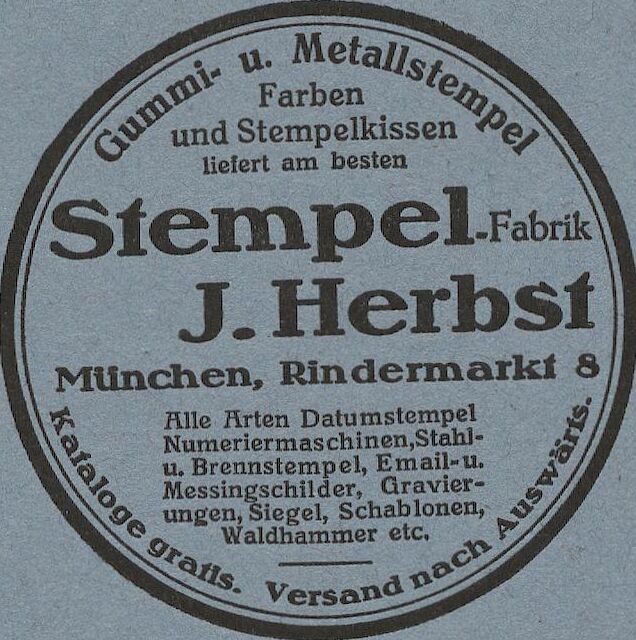 Gummi- u. Metallstempel
Farben
und Stempelkissen
liefert am besten
Stempel-Fabrik
J. Herbst
München, Rindermarkt 8
Alle Arten Datumstempel
Numeriermaschinen,Stahl-
u. Brennstempel, Email- u.
Messingschilder, Gravier-
ungen, Siegel, Schablonen,
Waldhammer etc.
Kataloge gratis. Versand nach Auswärts.